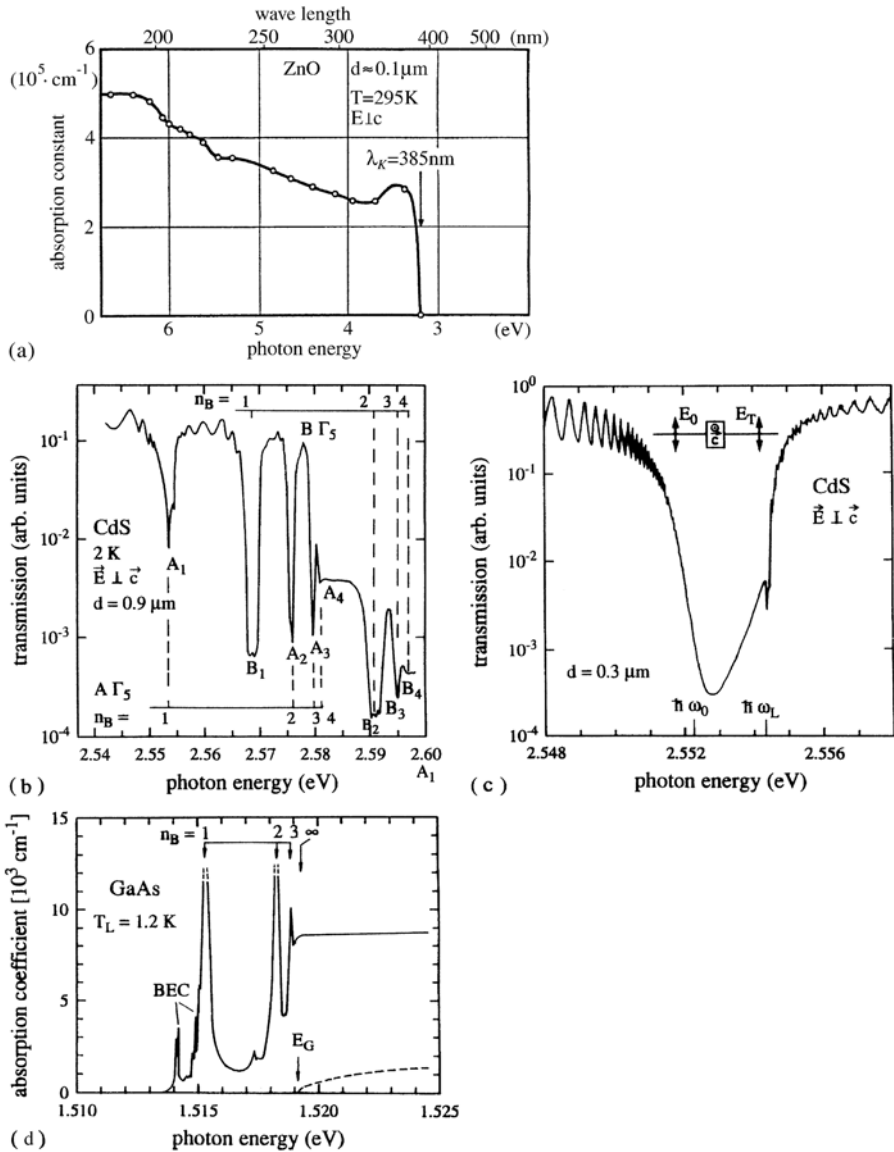 wave length
200 250 300 400 500 (nm)
6
(10⁵· cm⁻¹)
ZnO d≈0.1μm
T=295K
E⊥c
λK=385nm
4
2
0
absorption constant
6 5 4 3 (eV)
photon energy
(a)
nB = 1 2 3 4
B Γ5
10⁻¹
10⁻²
10⁻³
10⁻⁴
transmission (arb. units)
CdS
2 K
E ⊥ c
d = 0.9 μm
A1
A4
A3
A2
B1
B4
B3
B2
A Γ5
nB = 1 2 3 4
2.54 2.55 2.56 2.57 2.58 2.59 2.60
A1
photon energy (eV)
(b)
10⁰
10⁻¹
10⁻²
10⁻³
10⁻⁴
transmission (arb. units)
E0 ET
c
CdS
E ⊥ c
d = 0.3 μm
ħ ω0 ħ ωL
2.548 2.552 2.556
photon energy (eV)
(c)
15
10
5
0
absorption coefficient [10³ cm⁻¹]
nB = 1 2 3 ∞
GaAs
TL = 1.2 K
BEC
EG
1.510 1.515 1.520 1.525
photon energy (eV)
(d)